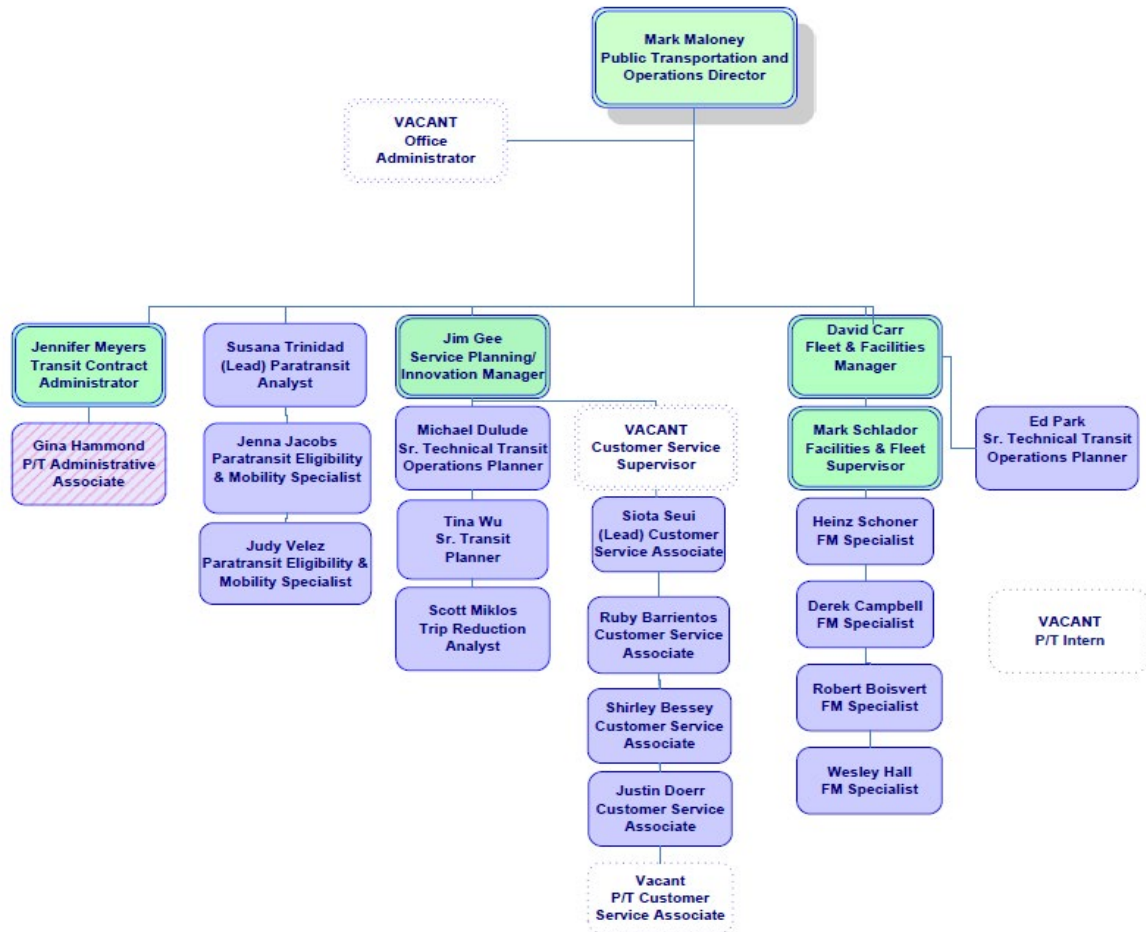 Mark Maloney
Public Transportation and
Operations Director
VACANT
Office
Administrator
Jennifer Meyers
Transit Contract
Administrator
Gina Hammond
P/T Administrative
Associate
Susana Trinidad
(Lead) Paratransit
Analyst
Jenna Jacobs
Paratransit Eligibility
& Mobility Specialist
Judy Velez
Paratransit Eligibility &
Mobility Specialist
Jim Gee
Service Planning/
Innovation Manager
Michael Dulude
Sr. Technical Transit
Operations Planner
Tina Wu
Sr. Transit
Planner
Scott Miklos
Trip Reduction
Analyst
VACANT
Customer Service
Supervisor
Siota Seui
(Lead) Customer
Service Associate
Ruby Barrientos
Customer Service
Associate
Shirley Bessey
Customer Service
Associate
Justin Doerr
Customer Service
Associate
Vacant
P/T Customer
Service Associate
David Carr
Fleet & Facilities
Manager
Mark Schlador
Facilities & Fleet
Supervisor
Heinz Schoner
FM Specialist
Derek Campbell
FM Specialist
Robert Boisvert
FM Specialist
Wesley Hall
FM Specialist
Ed Park
Sr. Technical Transit
Operations Planner
VACANT
P/T Intern